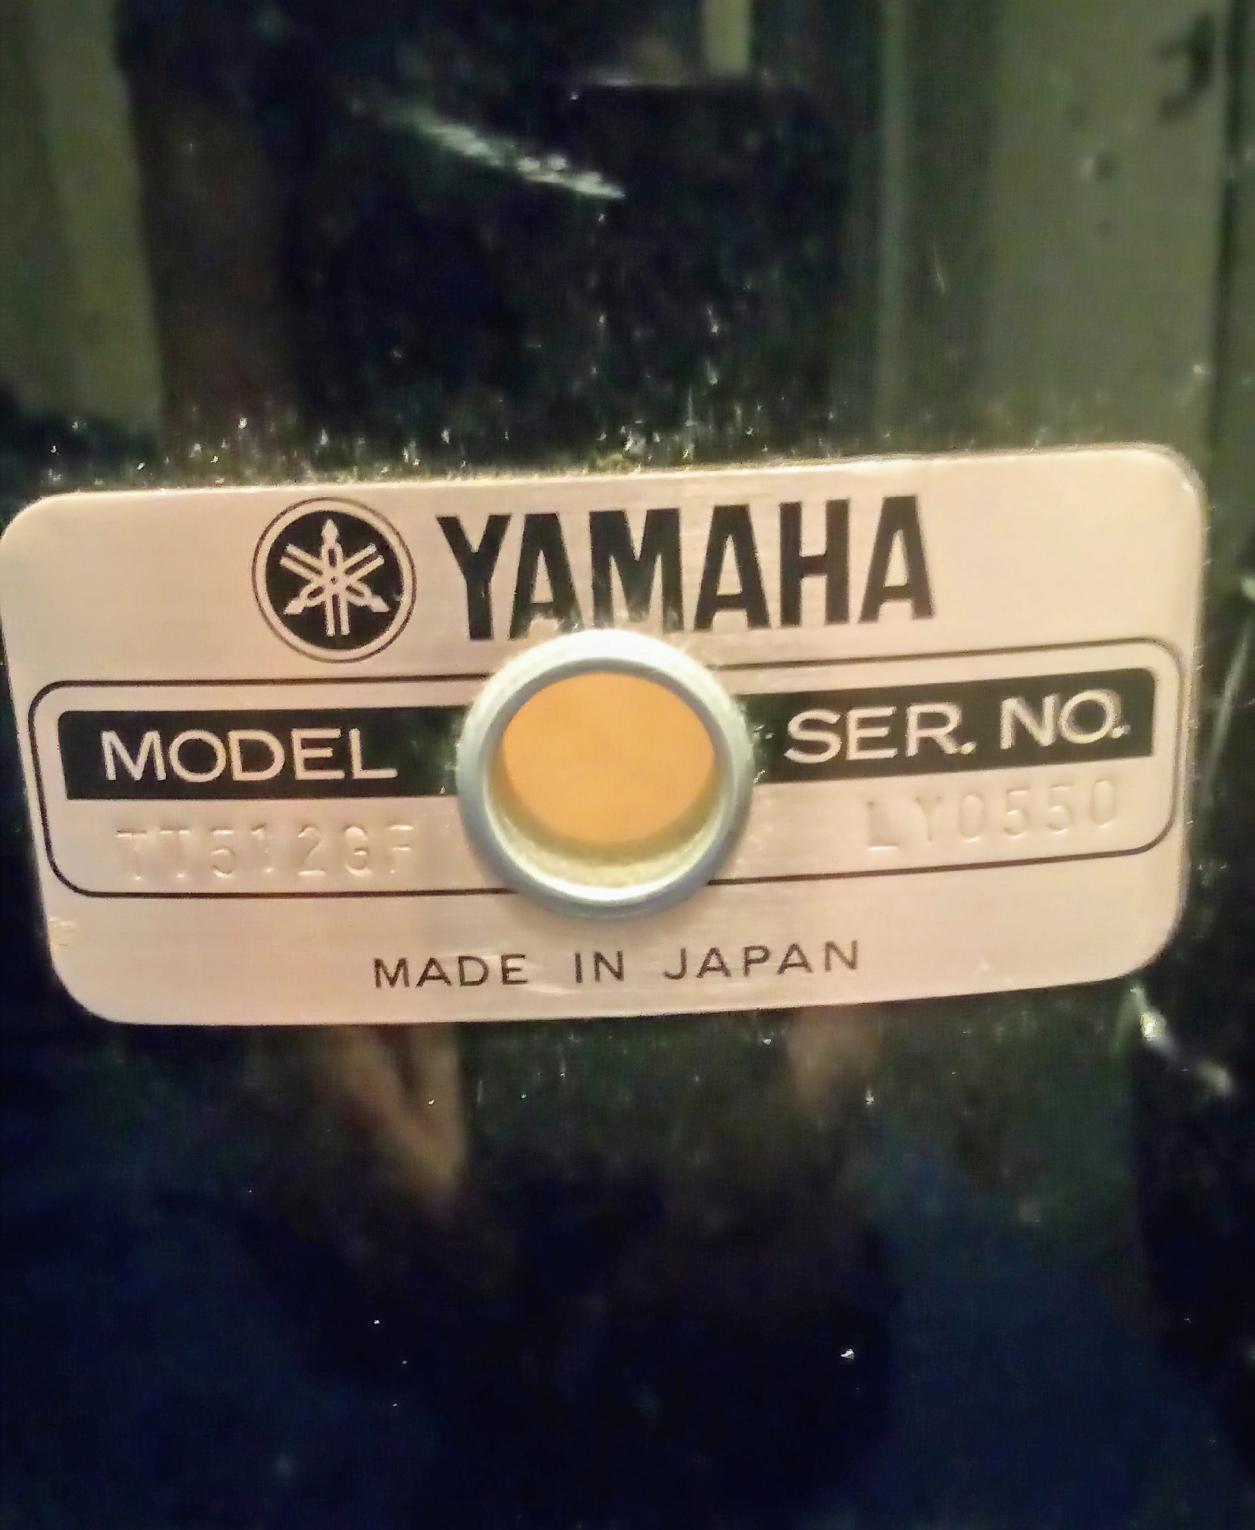 YAMAHA
MODEL SER. NO.
TT512GF LY0550
MADE IN JAPAN